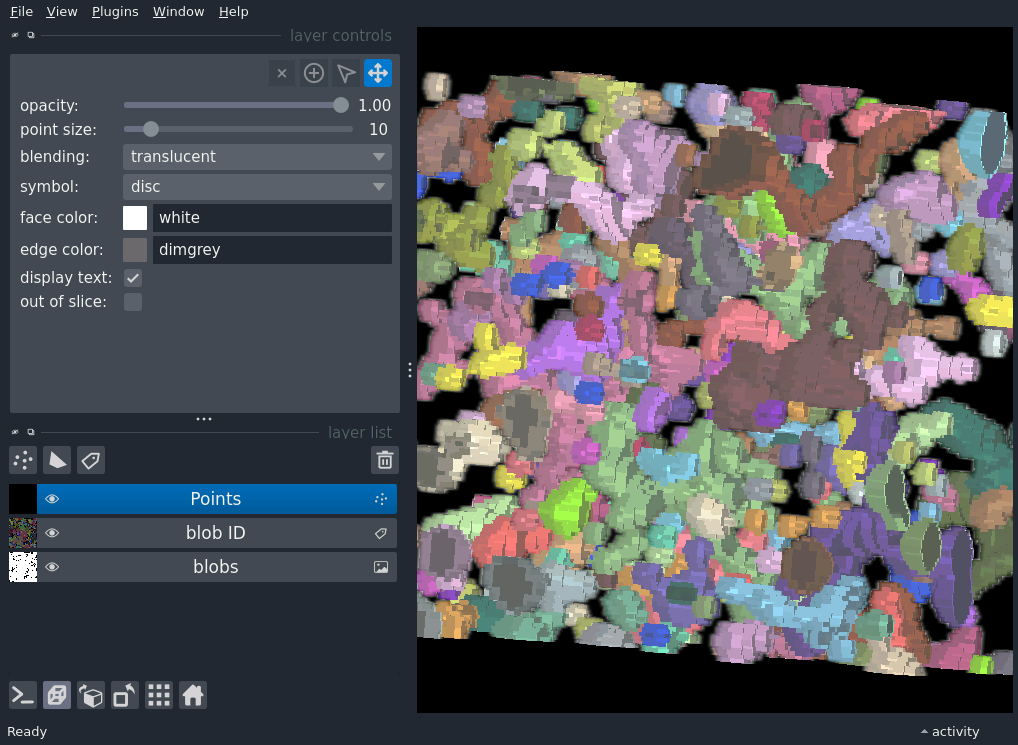 File View Plugins Window Help
layer controls
opacity: 1.00
point size: 10
blending: translucent
symbol: disc
face color: white
edge color: dimgrey
display text:
out of slice:
layer list
Points
blob ID
blobs
Ready activity